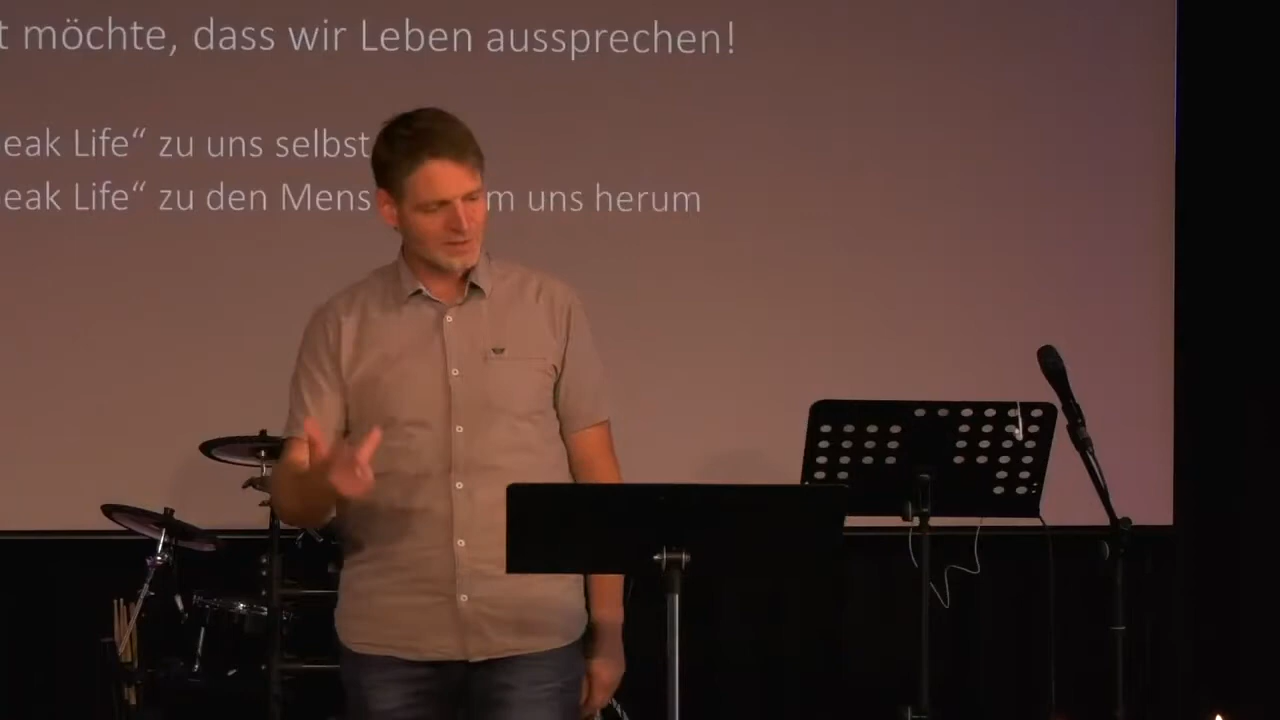 t möchte, dass wir Leben aussprechen!
eak Life“ zu uns selbst
eak Life“ zu den Mens m uns herum